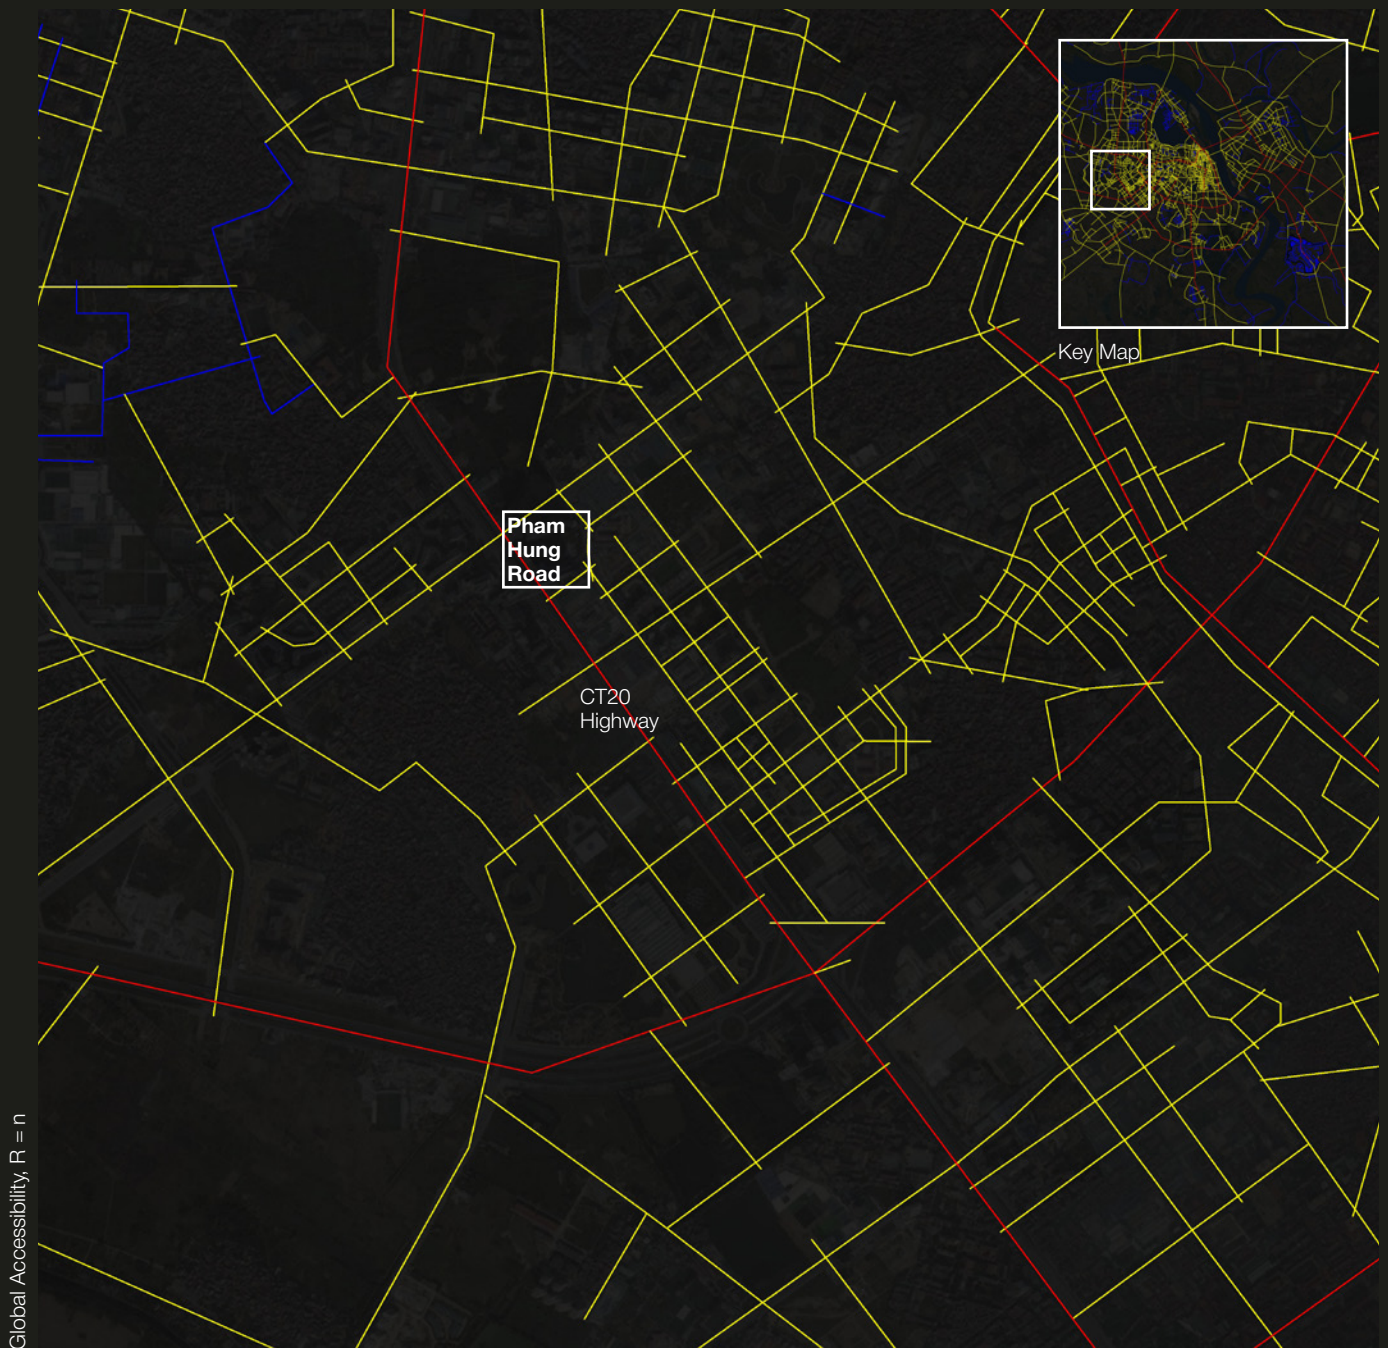 Key Map
Pham
Hung
Road
CT20
Highway
Global Accessibility, R = n